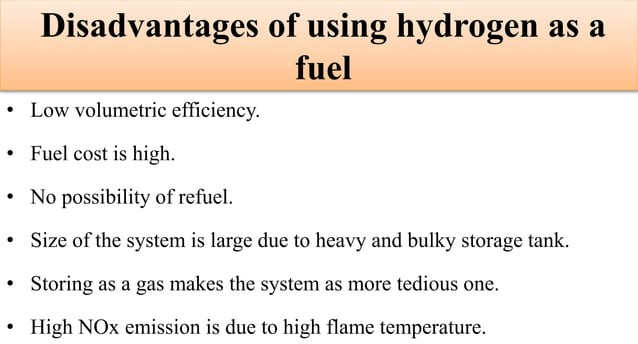 Disadvantages of using hydrogen as a
fuel
• Low volumetric efficiency.
• Fuel cost is high.
• No possibility of refuel.
• Size of the system is large due to heavy and bulky storage tank.
• Storing as a gas makes the system as more tedious one.
• High NOx emission is due to high flame temperature.